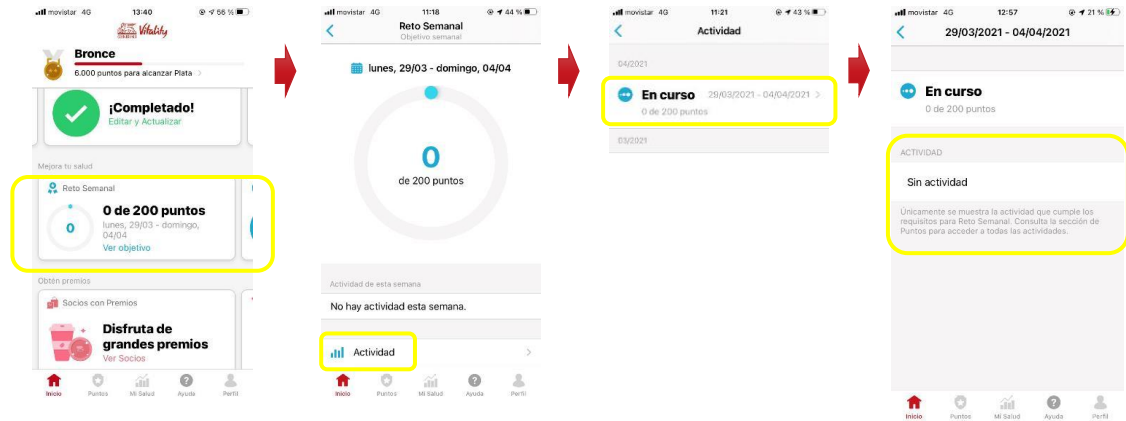 movistar 4G 13:40 56 %
Vitality
Bronce
6.000 puntos para alcanzar Plata >
¡Completado!
Editar y Actualizar
Mejora tu salud
Reto Semanal
0
0 de 200 puntos
lunes, 29/03 - domingo,
04/04
Ver objetivo
Obtén premios
Socios con Premios
Disfruta de
grandes premios
Ver Socios
Inicio Puntos Mi Salud Ayuda Perfil
movistar 4G 11:18 44 %
Reto Semanal
Objetivo semanal
lunes, 29/03 - domingo, 04/04
0
de 200 puntos
Actividad de esta semana
No hay actividad esta semana.
Actividad
Inicio Puntos Mi Salud Ayuda Perfil
movistar 4G 11:21 43 %
Actividad
04/2021
En curso 29/03/2021 - 04/04/2021 >
0 de 200 puntos
03/2021
movistar 4G 12:57 21 %
29/03/2021 - 04/04/2021
En curso
0 de 200 puntos
ACTIVIDAD
Sin actividad
Únicamente se muestra la actividad que cumple los
requisitos para Reto Semanal. Consulta la sección de
Puntos para acceder a todas las actividades.
Inicio Puntos Mi Salud Ayuda Perfil